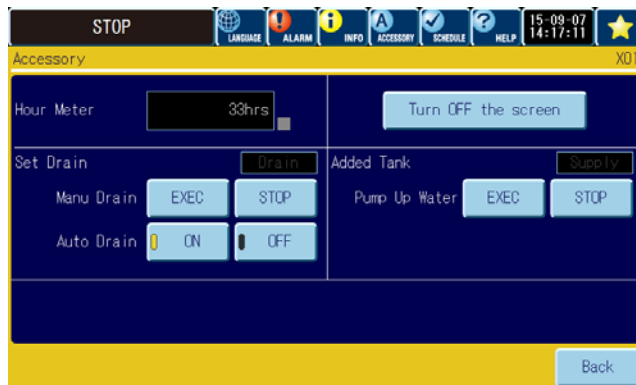 STOP
LANGUAGE ALARM INFO ACCESSORY SCHEDULE HELP 15-09-07
14:17:11
Accessory X01
Hour Meter 33hrs Turn OFF the screen
Set Drain Drain Added Tank Supply
Manu Drain EXEC STOP Pump Up Water EXEC STOP
Auto Drain ON OFF
Back